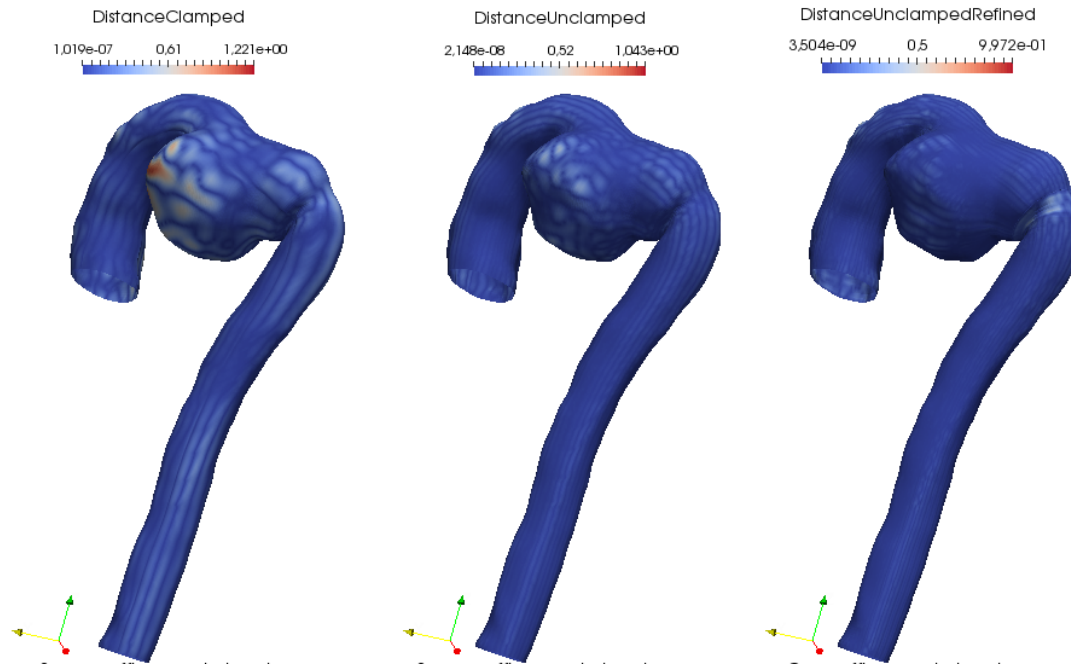 DistanceClamped
1,019e-07 0,61 1,221e+00
DistanceUnclamped
2,148e-08 0,52 1,043e+00
DistanceUnclampedRefined
3,504e-09 0,5 9,972e-01